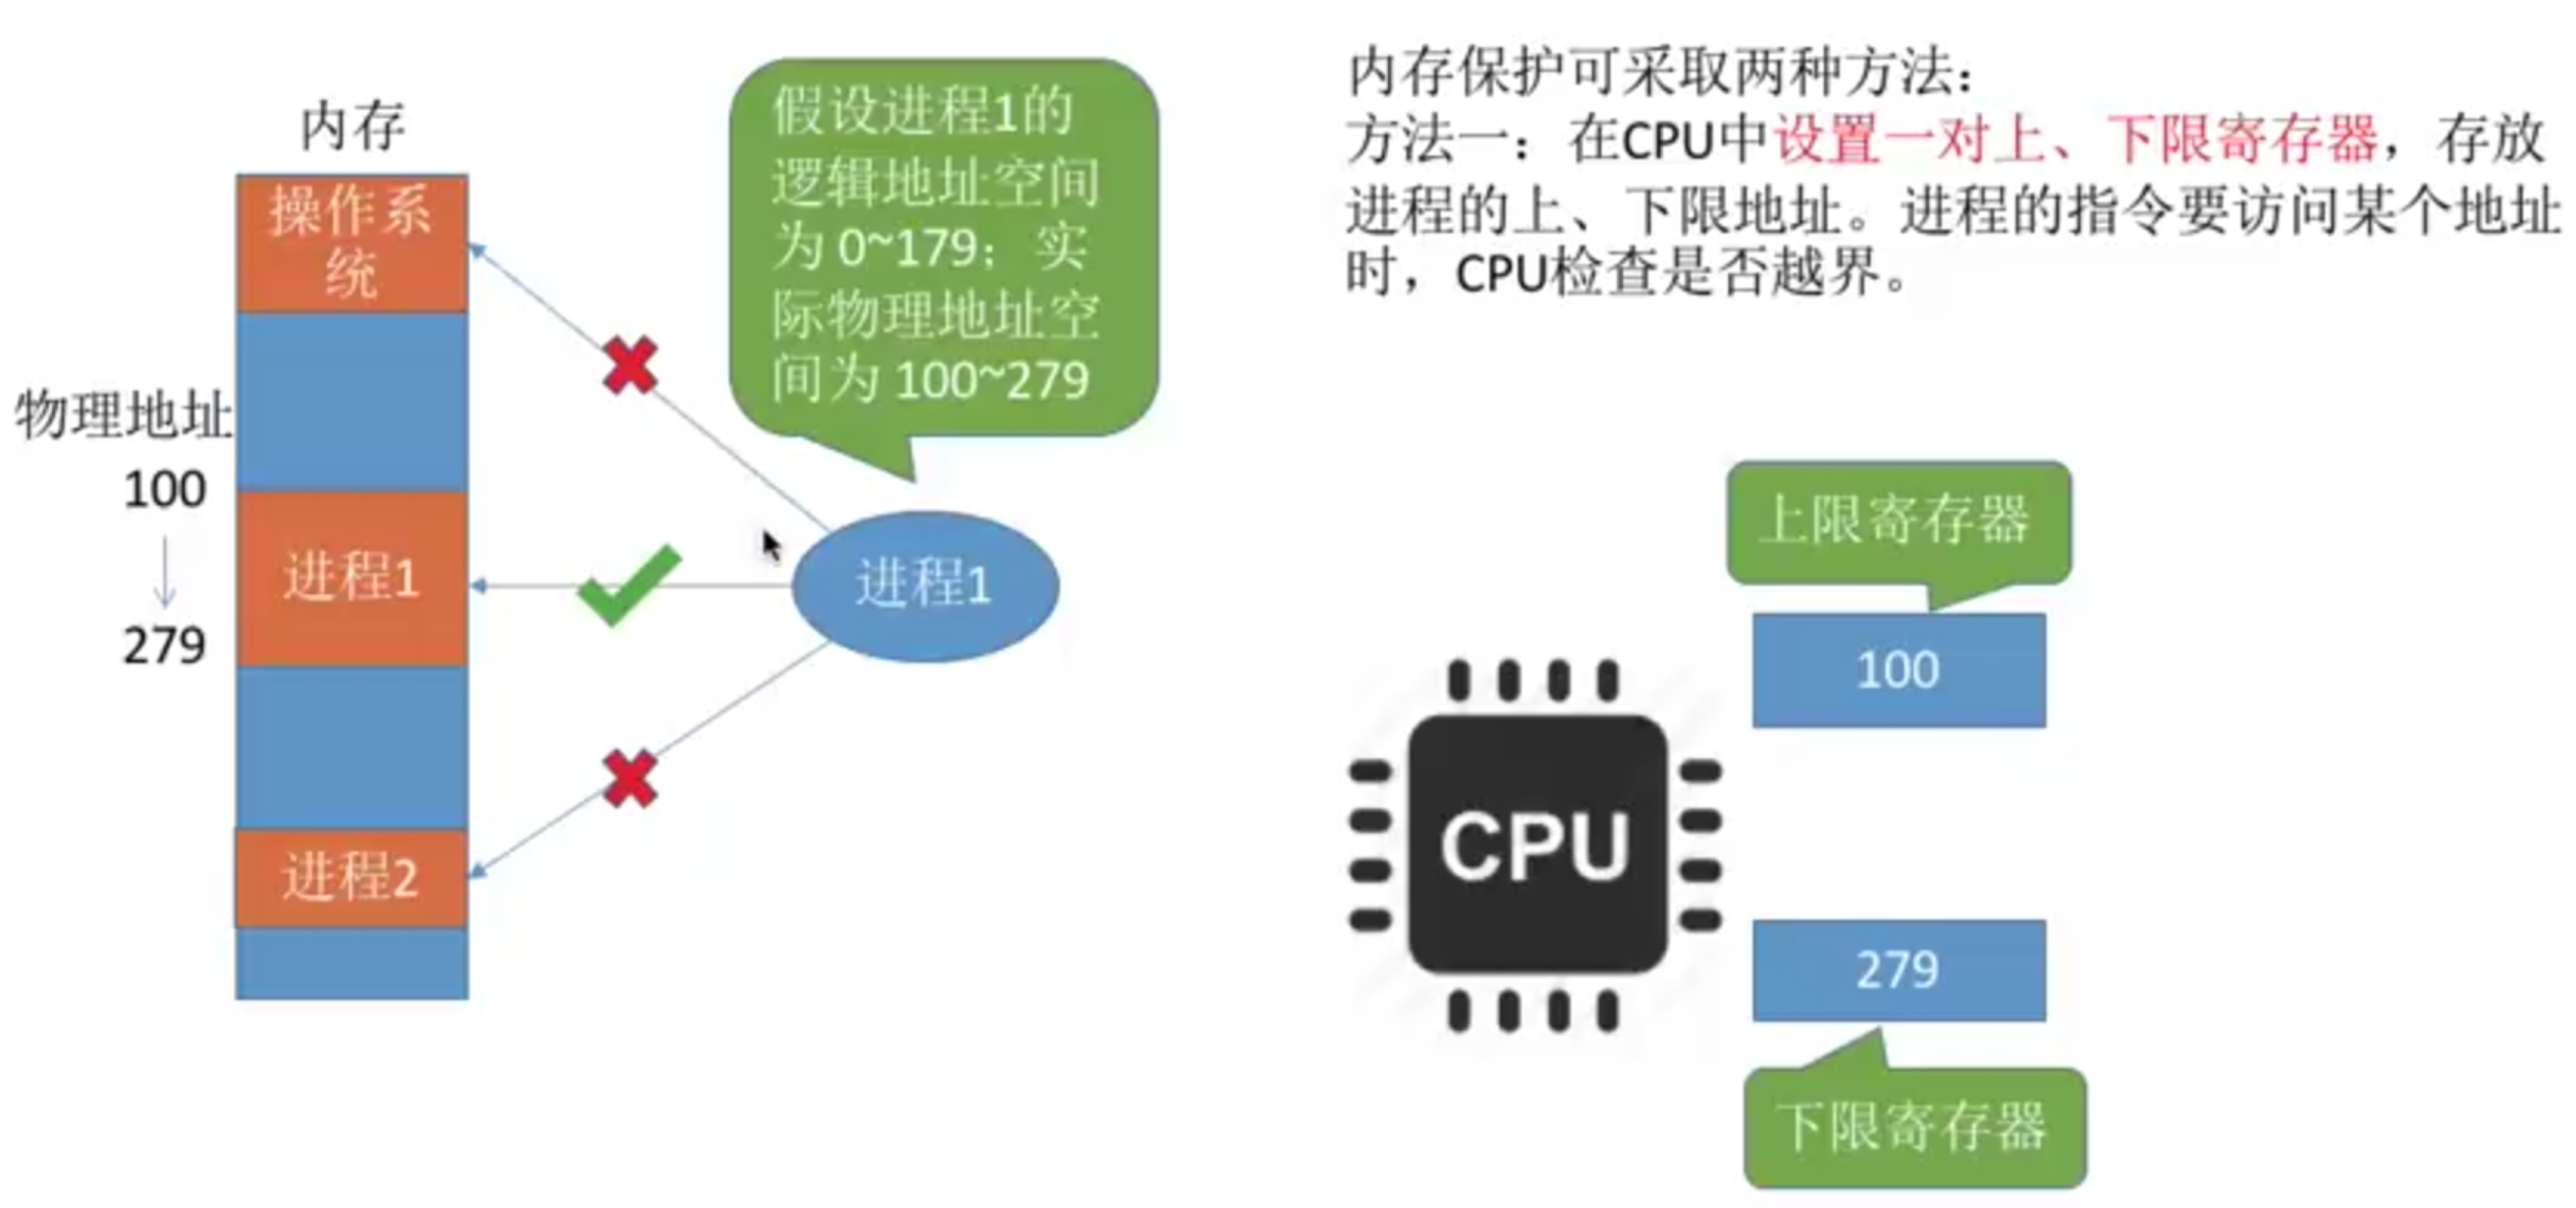 内存
操作系
统
物理地址
100
279
进程1
进程2
假设进程1的
逻辑地址空间
为 0~179；实
际物理地址空
间为 100~279
进程1
内存保护可采取两种方法：
方法一：在CPU中设置一对上、下限寄存器，存放
进程的上、下限地址。进程的指令要访问某个地址
时，CPU检查是否越界。
上限寄存器
100
CPU
279
下限寄存器